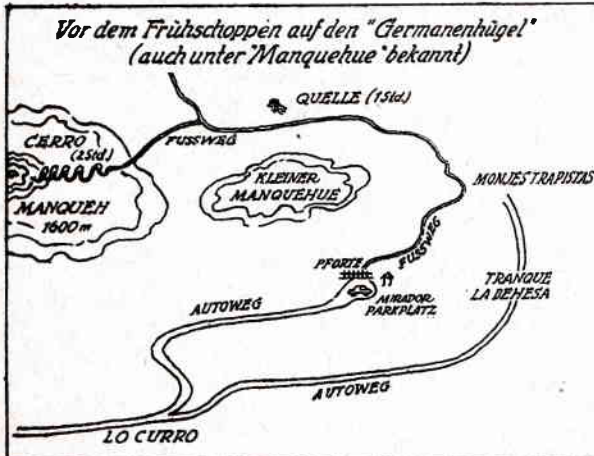 Vor dem Frühschoppen auf den "Germanenhügel"
(auch unter "Manquehue" bekannt)
QUELLE (1Std.)
CERRO
(2Std.)
FUSSWEG
KLEINER
MANQUEHUE
MONJES TRAPISTAS
MANQUEH
1600 m
PFORTE
FUSSWEG
TRANQUE
LA DEHESA
MIRADOR
PARKPLATZ
AUTOWEG
AUTOWEG
LO CURRO